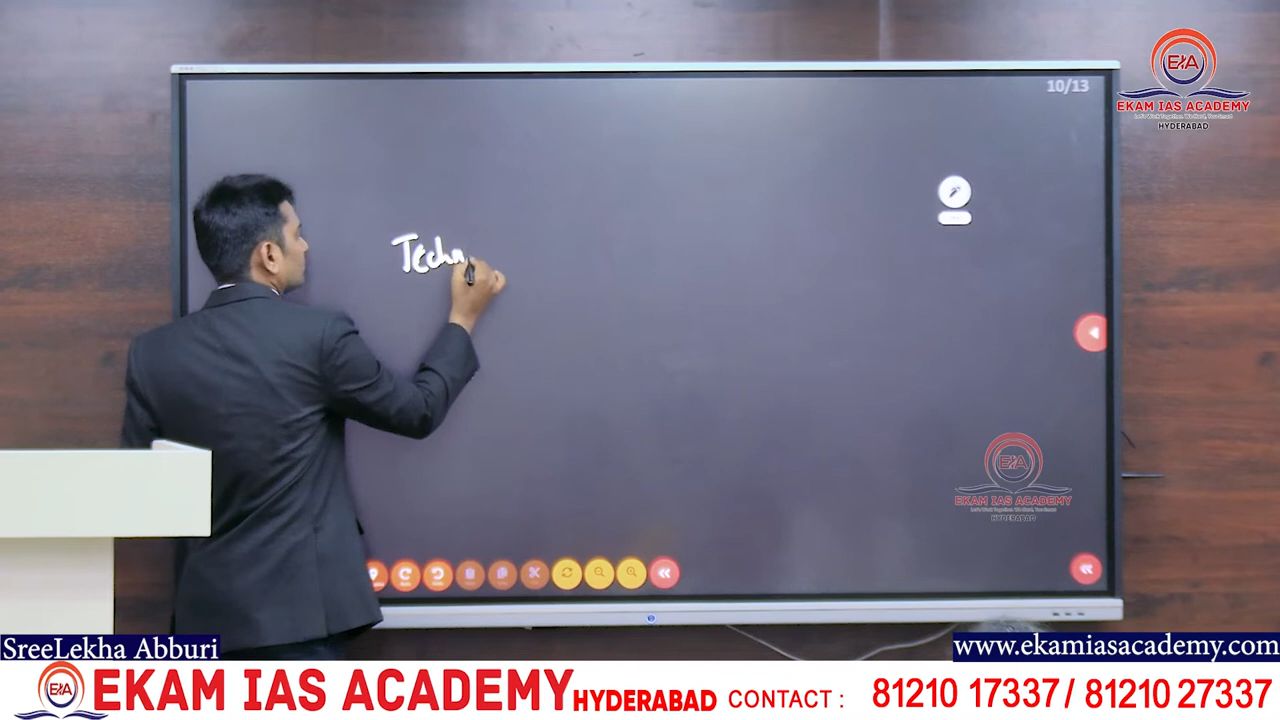 10/13
EKAM IAS ACADEMY
HYDERABAD
Techn
EKAM IAS ACADEMY
HYDERABAD
SreeLekha Abburi
www.ekamiasacademy.com
EKAM IAS ACADEMY HYDERABAD CONTACT : 81210 17337 / 81210 27337